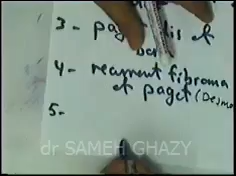 3- pag
4- recurrent fibroma
of paget (Desmo
5-
dr SAMEH GHAZY